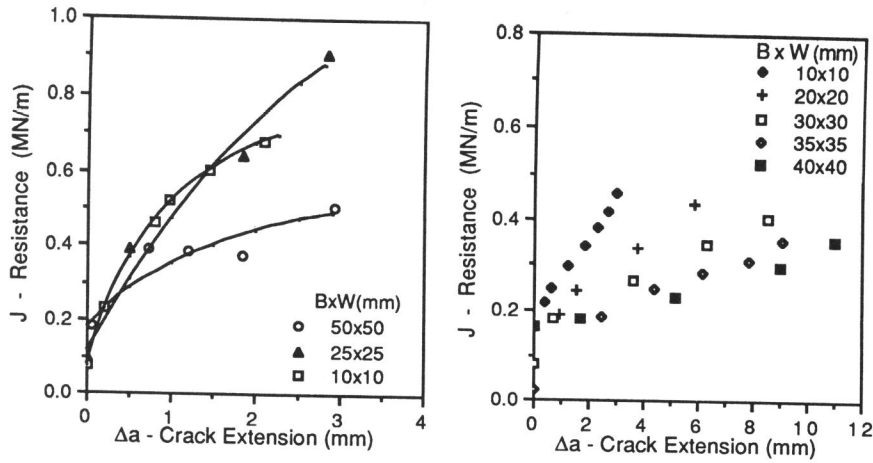 1.0
0.8
0.6
0.4
0.2
0.0
J - Resistance (MN/m)
BxW(mm)
50x50
25x25
10x10
0 1 2 3 4
Δa - Crack Extension (mm)
0.8
0.6
0.4
0.2
0.0
J - Resistance (MN/m)
B x W (mm)
10x10
20x20
30x30
35x35
40x40
0 2 4 6 8 10 12
Δa - Crack Extension (mm)